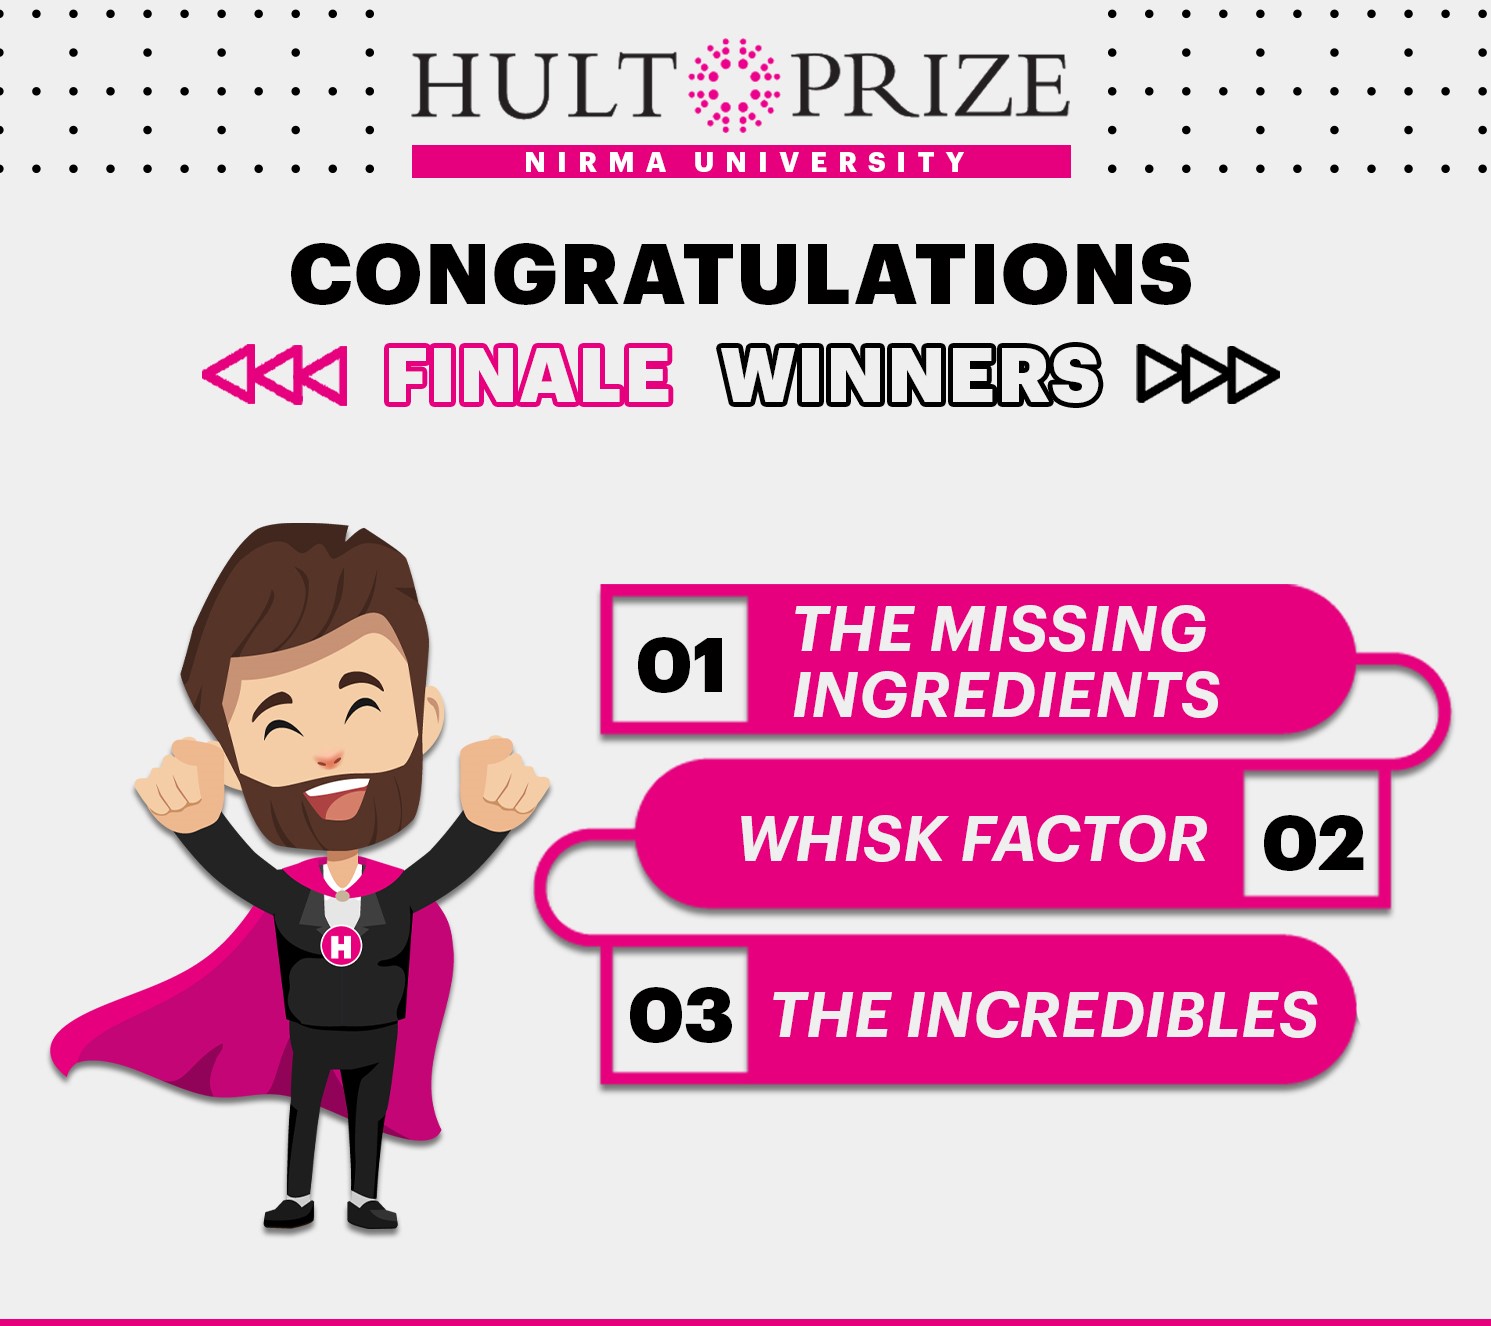 HULT PRIZE
NIRMA UNIVERSITY
CONGRATULATIONS
FINALE WINNERS
01 THE MISSING
INGREDIENTS
WHISK FACTOR 02
03 THE INCREDIBLES
H